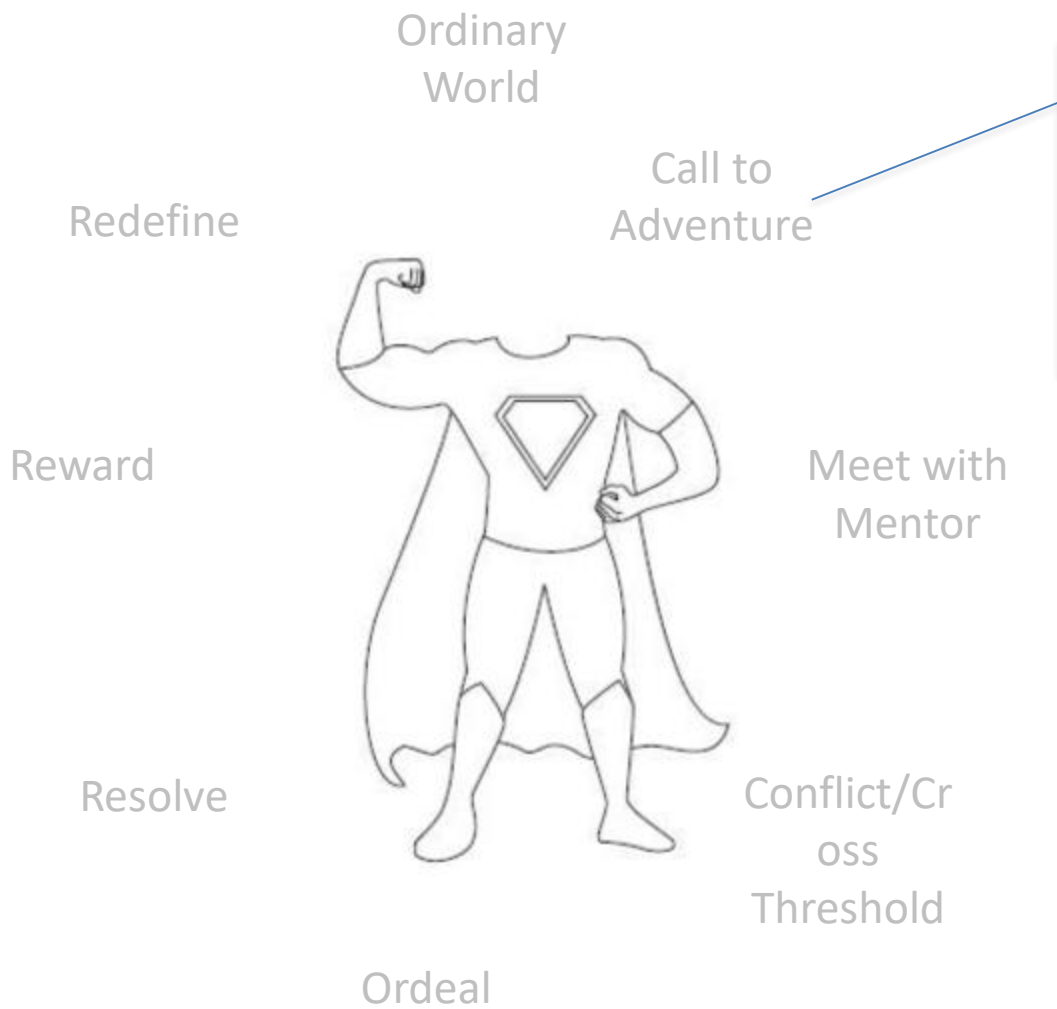 Ordinary
World
Call to
Adventure
Redefine
Reward
Meet with
Mentor
Resolve
Conflict/Cr
oss
Threshold
Ordeal